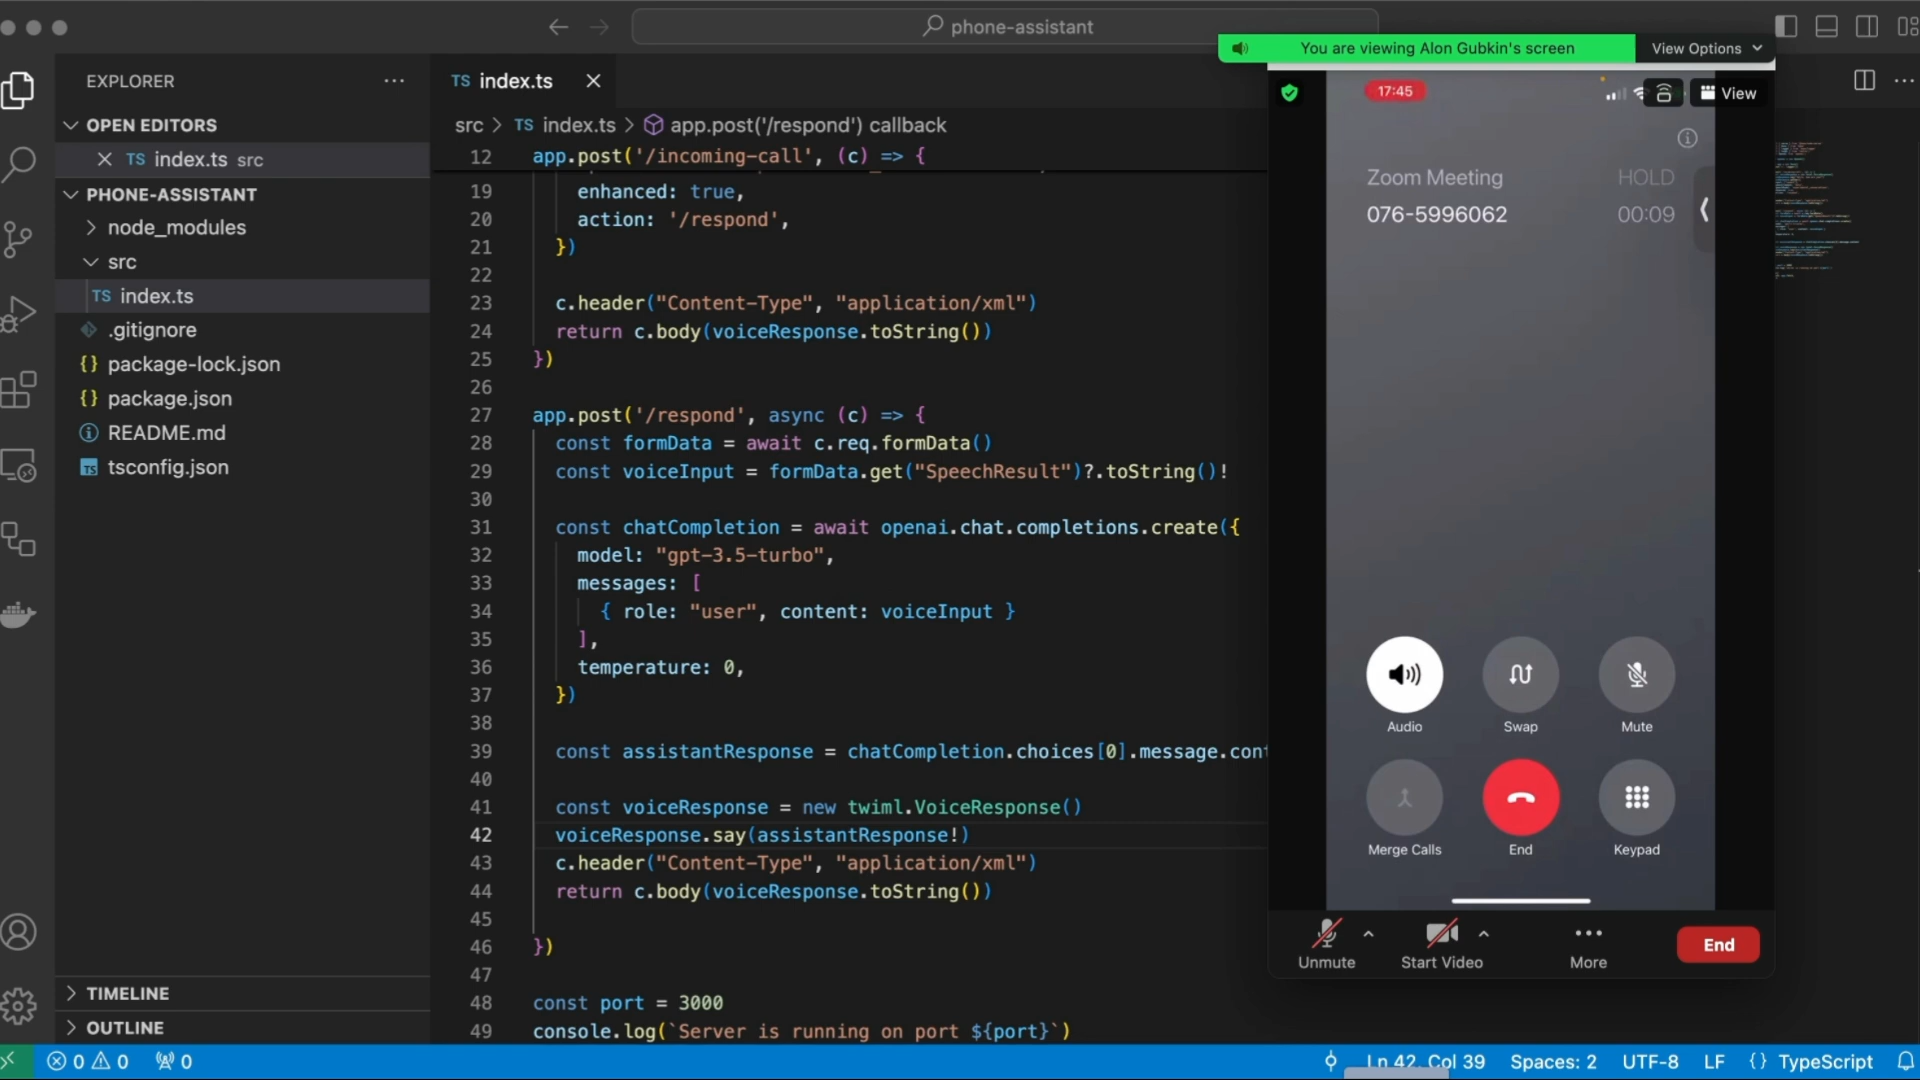 phone-assistant
You are viewing Alon Gubkin's screen
View Options
EXPLORER
TS index.ts
OPEN EDITORS
TS index.ts src
PHONE-ASSISTANT
node_modules
src
TS index.ts
.gitignore
{} package-lock.json
{} package.json
README.md
TS tsconfig.json
TIMELINE
OUTLINE
src > TS index.ts > app.post('/respond') callback
12 app.post('/incoming-call', (c) => {
19 enhanced: true,
20 action: '/respond',
21 })
22
23 c.header("Content-Type", "application/xml")
24 return c.body(voiceResponse.toString())
25 })
26
27 app.post('/respond', async (c) => {
28 const formData = await c.req.formData()
29 const voiceInput = formData.get("SpeechResult")?.toString()!
30
31 const chatCompletion = await openai.chat.completions.create({
32 model: "gpt-3.5-turbo",
33 messages: [
34 { role: "user", content: voiceInput }
35 ],
36 temperature: 0,
37 })
38
39 const assistantResponse = chatCompletion.choices[0].message.cont
40
41 const voiceResponse = new twiml.VoiceResponse()
42 voiceResponse.say(assistantResponse!)
43 c.header("Content-Type", "application/xml")
44 return c.body(voiceResponse.toString())
45
46 })
47
48 const port = 3000
49 console.log(`Server is running on port ${port}`)
17:45
View
Zoom Meeting HOLD
076-5996062 00:09
Audio Swap Mute
Merge Calls End Keypad
Unmute Start Video More End
0 0 0
Ln 42, Col 39 Spaces: 2 UTF-8 LF {} TypeScript